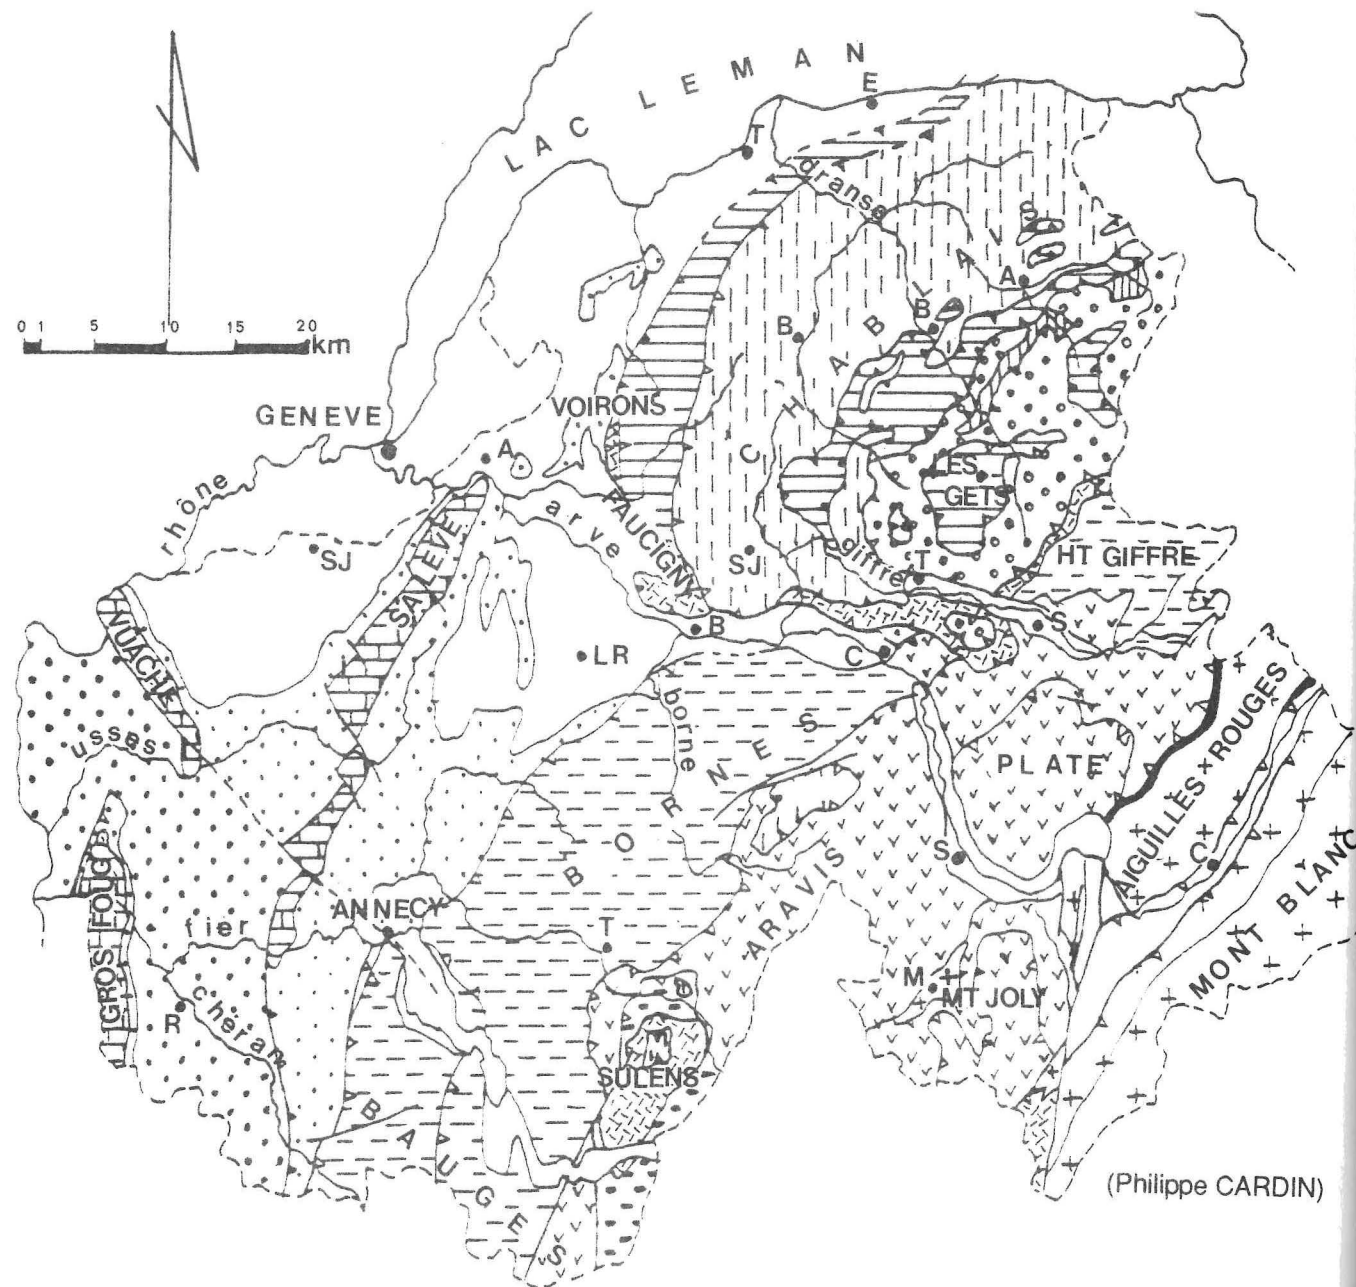 LAC LEMAN
E
T
dranse
0 1 5 10 15 20 km
GENEVE
VOIRONS
CHABLAIS
A
B
B
A
rhône
arve
FAUCIGNY
LES GETS
SJ
SALEVE
SJ
giffre
T
HT GIFFRE
VUACHE
B
S
LR
C
usses
borne
BORNES
PLATE
AIGUILLES ROUGES
GROS FOUG
ANNECY
ARAVIS
S
C
MONT BLANC
fier
T
M
MT JOLY
R
chéran
SULENS
BAUGES
(Philippe CARDIN)